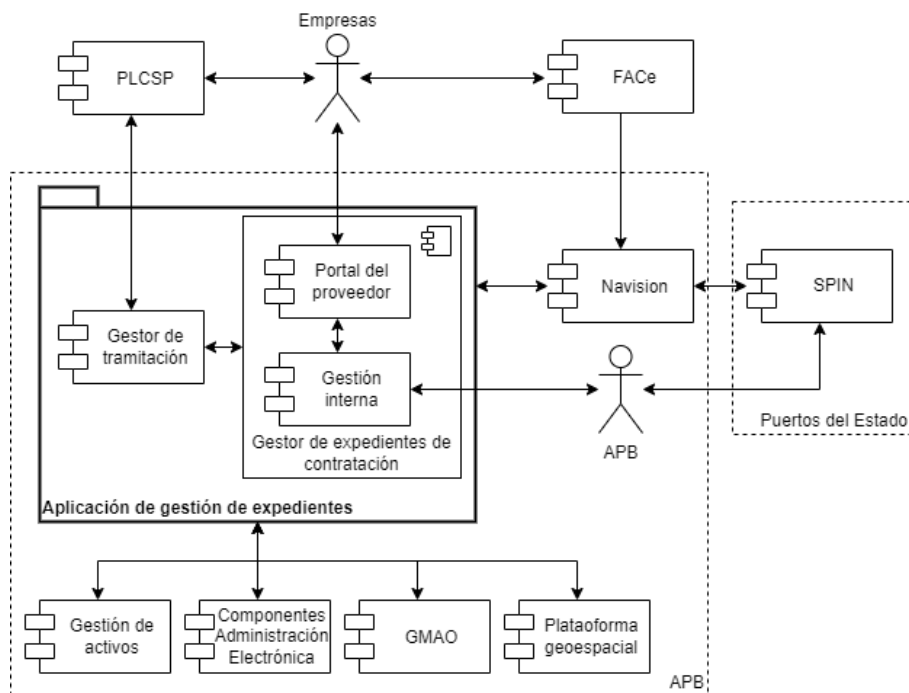 Empresas
PLCSP
FACe
Portal del
proveedor
Navision
SPIN
Gestor de
tramitación
Gestión
interna
Gestor de expedientes de
contratación
APB
Puertos del Estado
Aplicación de gestión de expedientes
Gestión de
activos
Componentes
Administración
Electrónica
GMAO
Plataoforma
geoespacial
APB